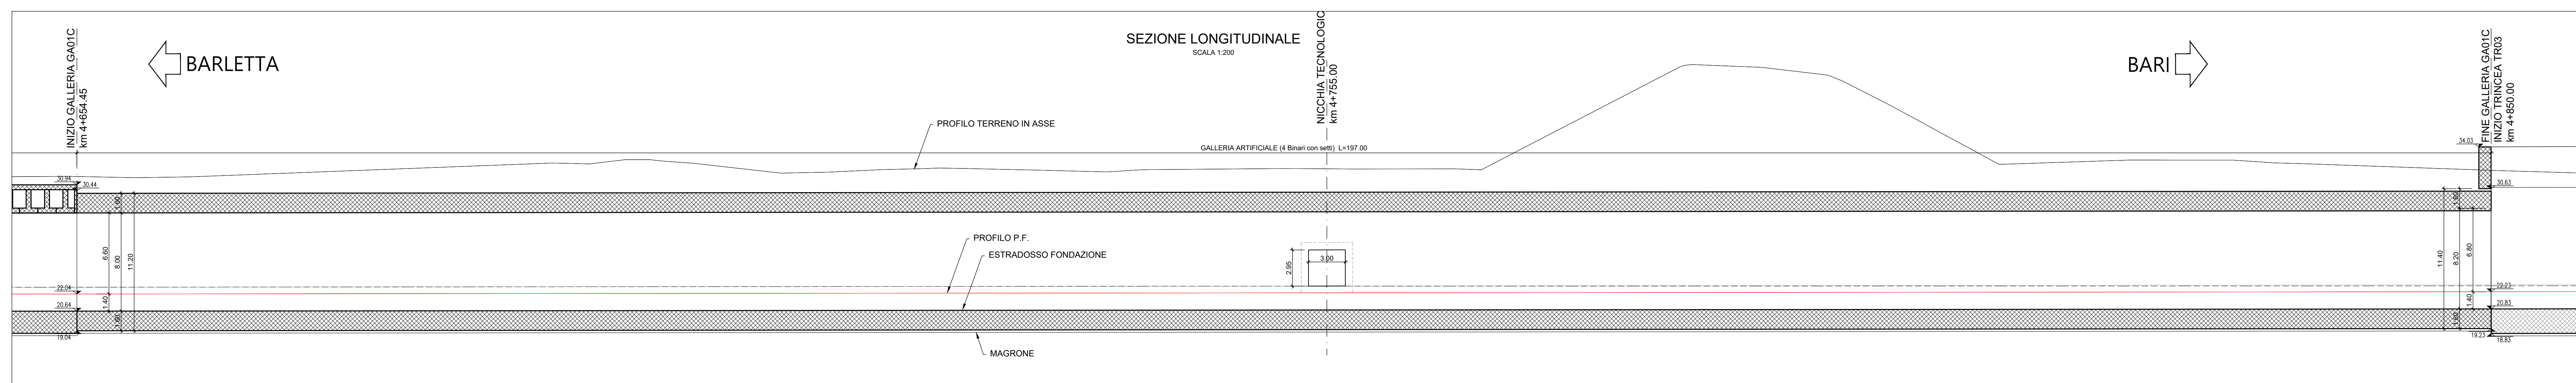 SEZIONE LONGITUDINALE
SCALA 1:200
BARLETTA
BARI
INIZIO GALLERIA GA01C
km 4+654.45
NICCHIA TECNOLOGIC
km 4+755.00
FINE GALLERIA GA01C
INIZIO TRINCEA TR03
km 4+850.00
PROFILO TERRENO IN ASSE
GALLERIA ARTIFICIALE (4 Binari con setti) L=197.00
34.03
30.94
30.44
30.63
1.60
1.60
6.60
8.00
11.20
PROFILO P.F.
ESTRADOSSO FONDAZIONE
2.95
3.00
11.40
8.20
6.80
22.04
1.40
20.64
1.60
19.04
22.23
1.40
20.83
1.60
19.23
18.83
MAGRONE